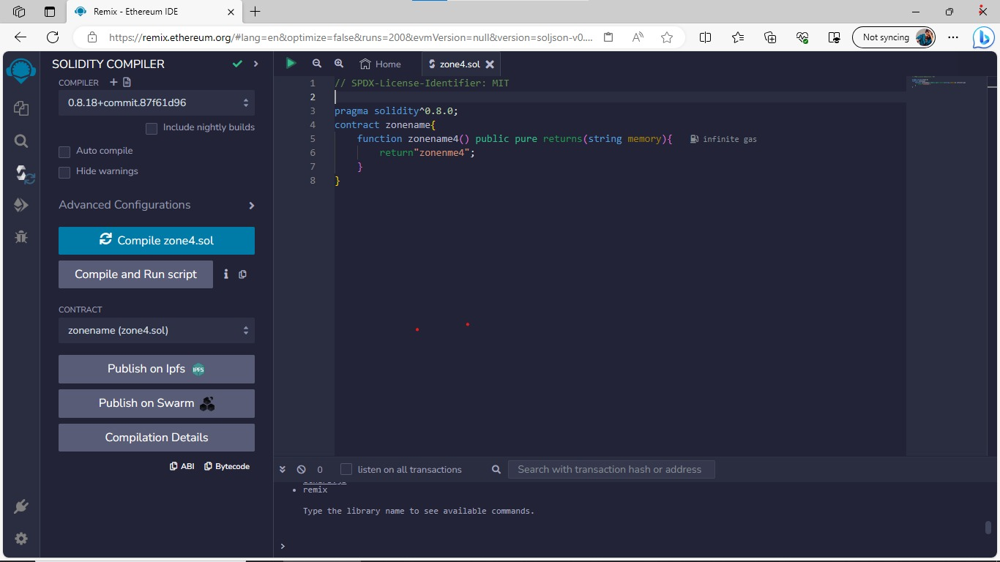 Remix - Ethereum IDE
https://remix.ethereum.org/#lang=en&optimize=false&runs=200&evmVersion=null&version=soljson-v0....
Not syncing
SOLIDITY COMPILER
COMPILER
0.8.18+commit.87f61d96
Include nightly builds
Auto compile
Hide warnings
Advanced Configurations
Compile zone4.sol
Compile and Run script
CONTRACT
zonename (zone4.sol)
Publish on Ipfs IPFS
Publish on Swarm
Compilation Details
ABI Bytecode
Home zone4.sol
1 // SPDX-License-Identifier: MIT
2
3 pragma solidity^0.8.0;
4 contract zonename{
5 function zonename4() public pure returns(string memory){ infinite gas
6 return"zonenme4";
7 }
8 }
0 listen on all transactions Search with transaction hash or address
remix
Type the library name to see available commands.
>